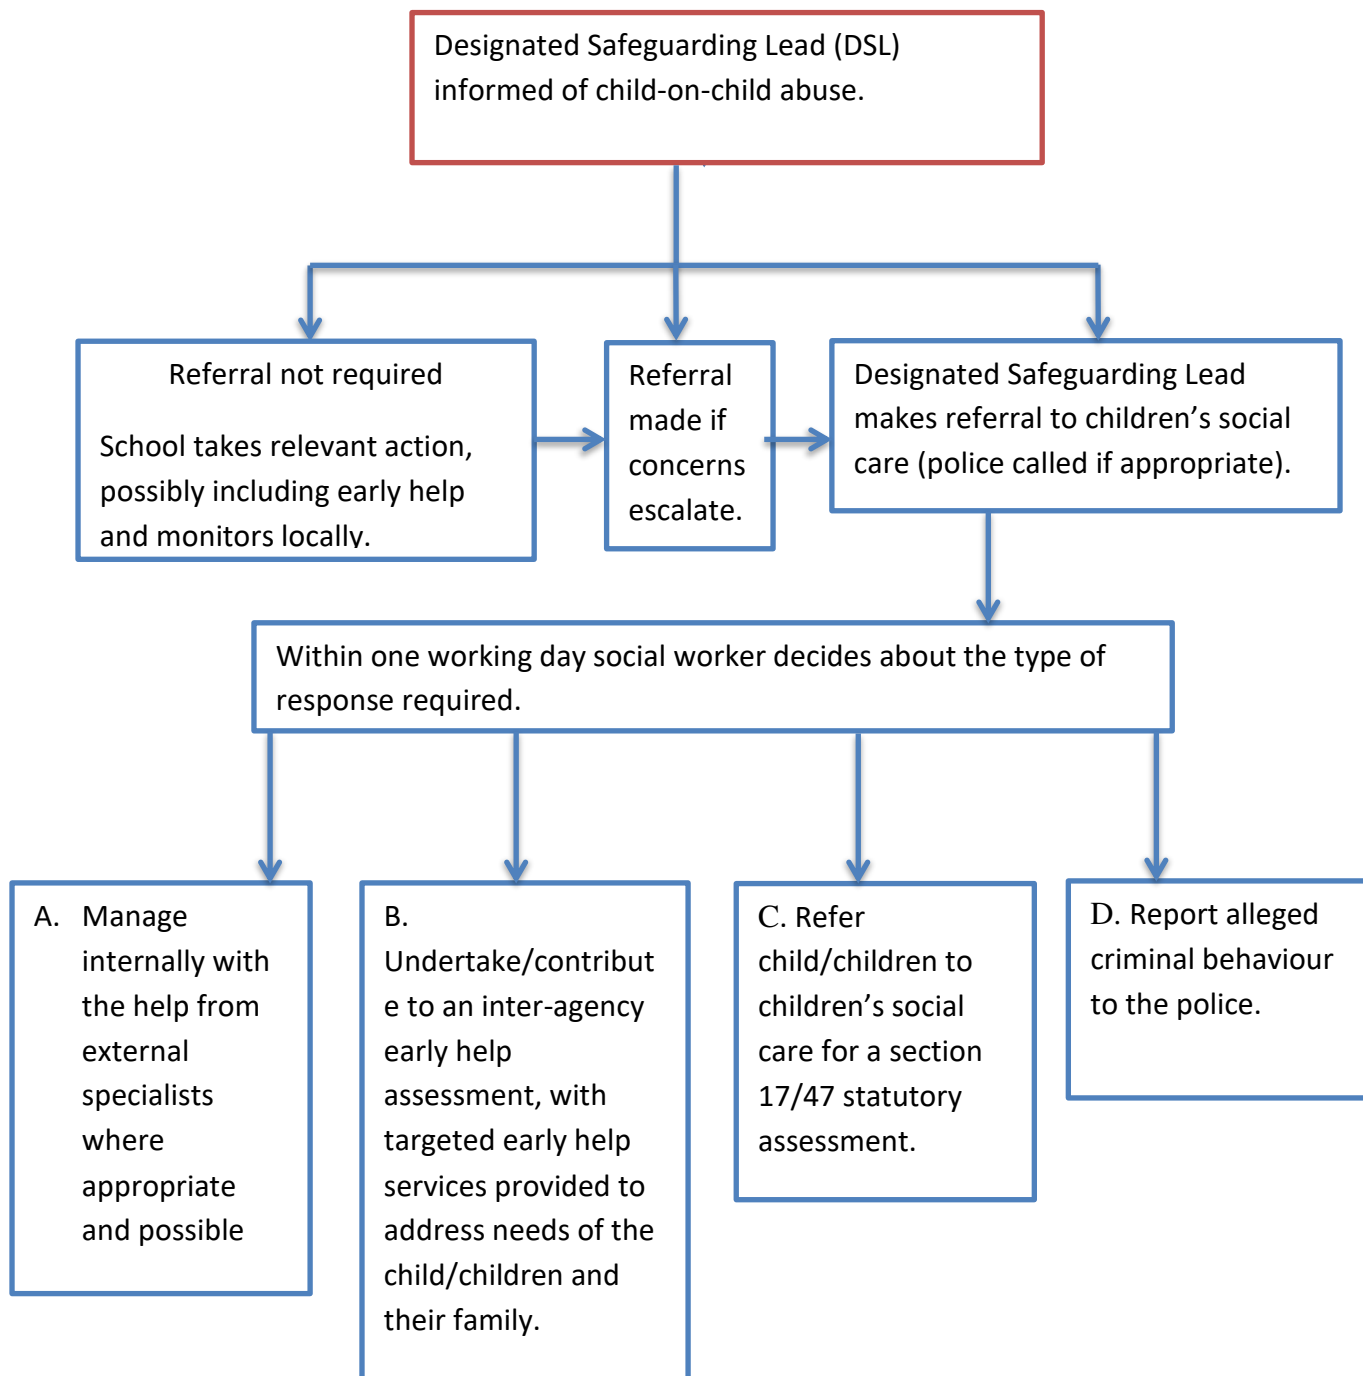 Designated Safeguarding Lead (DSL)
informed of child-on-child abuse.
Referral not required
School takes relevant action,
possibly including early help
and monitors locally.
Referral
made if
concerns
escalate.
Designated Safeguarding Lead
makes referral to children’s social
care (police called if appropriate).
Within one working day social worker decides about the type of
response required.
A. Manage
internally with
the help from
external
specialists
where
appropriate
and possible
B.
Undertake/contribut
e to an inter-agency
early help
assessment, with
targeted early help
services provided to
address needs of the
child/children and
their family.
C. Refer
child/children to
children’s social
care for a section
17/47 statutory
assessment.
D. Report alleged
criminal behaviour
to the police.